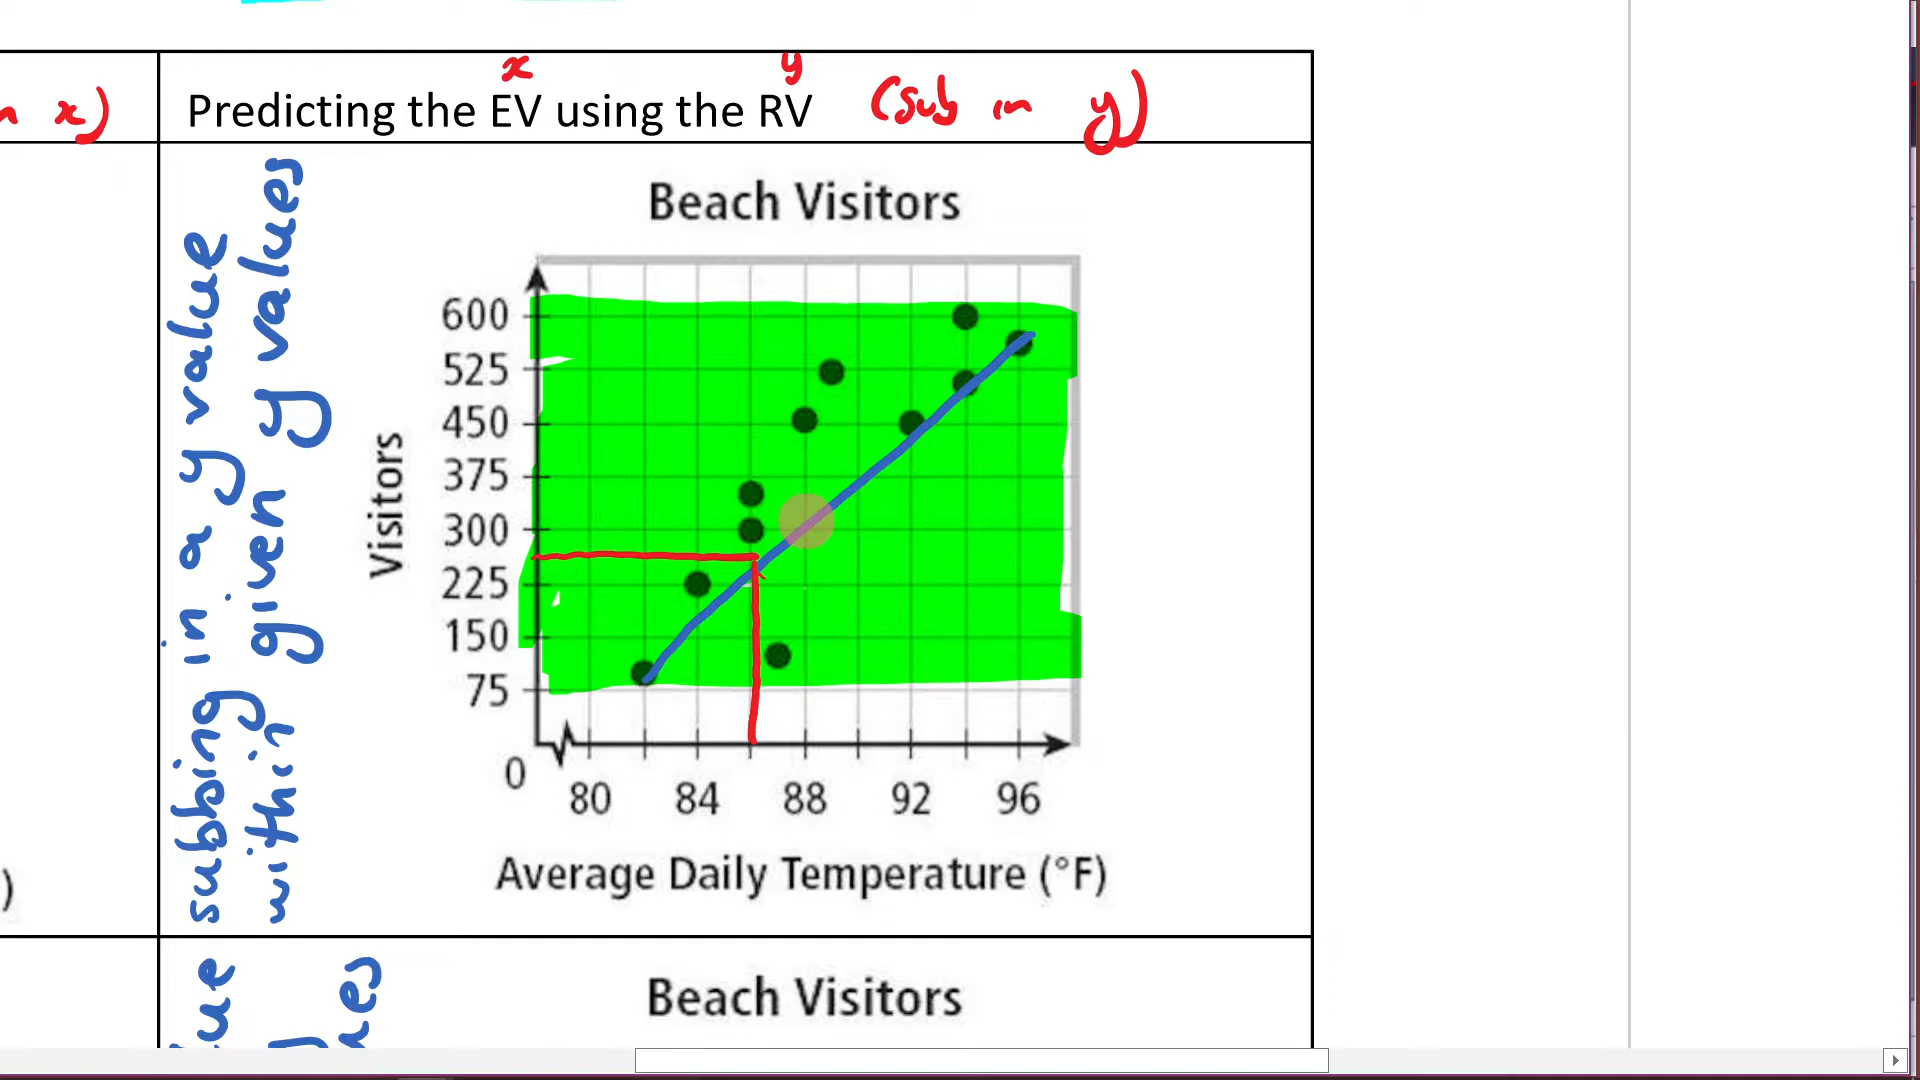 x y
n x)
Predicting the EV using the RV (sub in y)
subbing in a y value
within given y values
Beach Visitors
Visitors
600
525
450
375
300
225
150
75
0
80 84 88 92 96
Average Daily Temperature (°F)
)
Beach Visitors